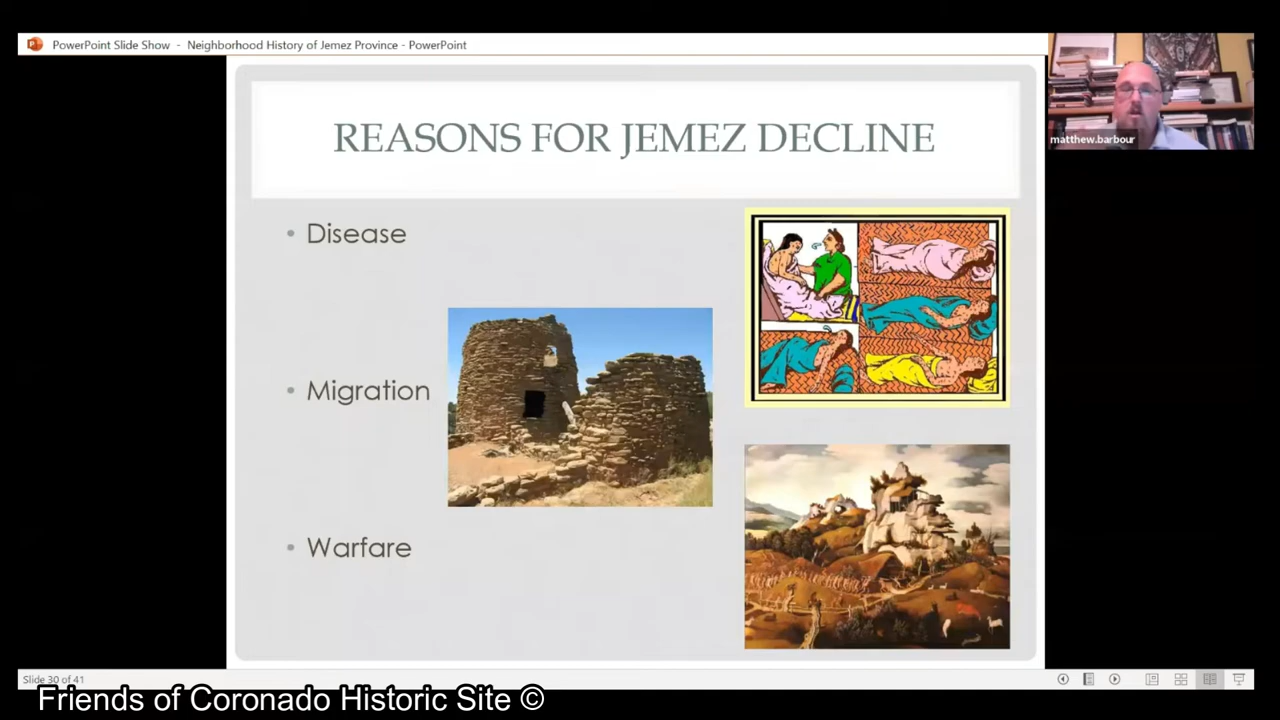 PowerPoint Slide Show - Neighborhood History of Jemez Province - PowerPoint
matthew.barbour
REASONS FOR JEMEZ DECLINE
• Disease
• Migration
• Warfare
Slide 30 of 41
Friends of Coronado Historic Site ©